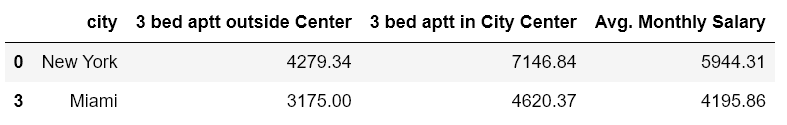 city 3 bed aptt outside Center 3 bed aptt in City Center Avg. Monthly Salary
0 New York 4279.34 7146.84 5944.31
3 Miami 3175.00 4620.37 4195.86